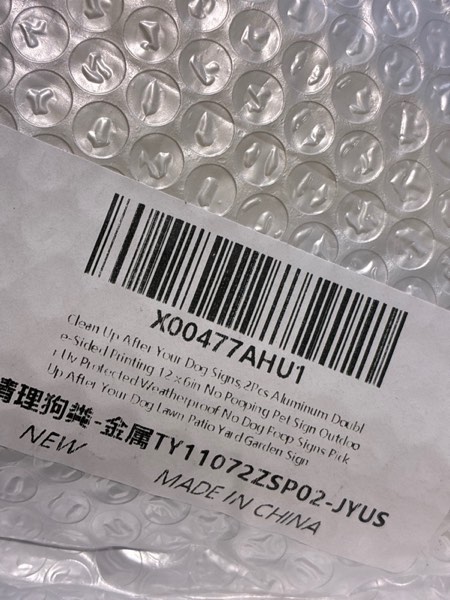 X00477AHU1
Clean Up After Your Dog Signs,2Pcs Aluminum Doubl
e-Sided Printing 12 x 6in No Pooping Pet Sign Outdoo
r Uv Protected Weatherproof No Dog Poop Signs Pick
Up After Your Dog Lawn Patio Yard Garden Sign
清理狗粪-金属TY11072ZSP02-JYUS
NEW
MADE IN CHINA